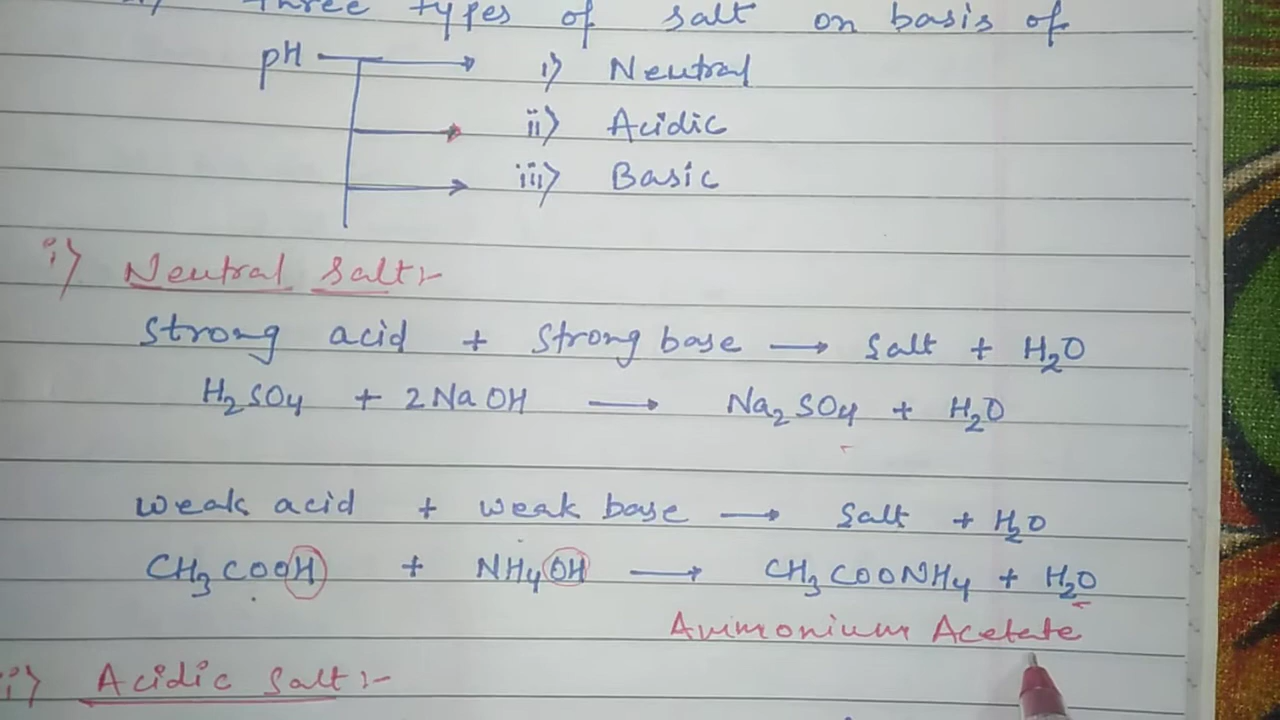 three types of salt on basis of
pH → i) Neutral
→ ii) Acidic
→ iii) Basic
i) Neutral salt:-
strong acid + strong base → salt + H₂O
H₂SO₄ + 2NaOH → Na₂SO₄ + H₂O
weak acid + weak base → salt + H₂O
CH₃COOH + NH₄OH → CH₃COONH₄ + H₂O
Ammonium Acetate
ii) Acidic salt:-